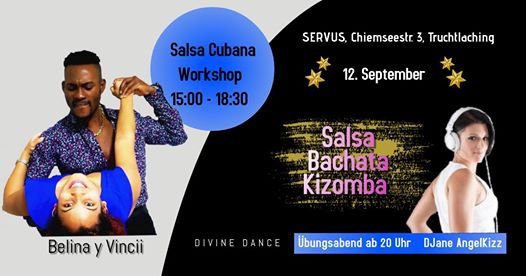 Salsa Cubana
Workshop
15:00 - 18:30
SERVUS, Chiemseestr. 3, Truchtlaching
12. September
Salsa
Bachata
Kizomba
Belina y Vincii
DIVINE DANCE
Übungsabend ab 20 Uhr DJane AngelKizz